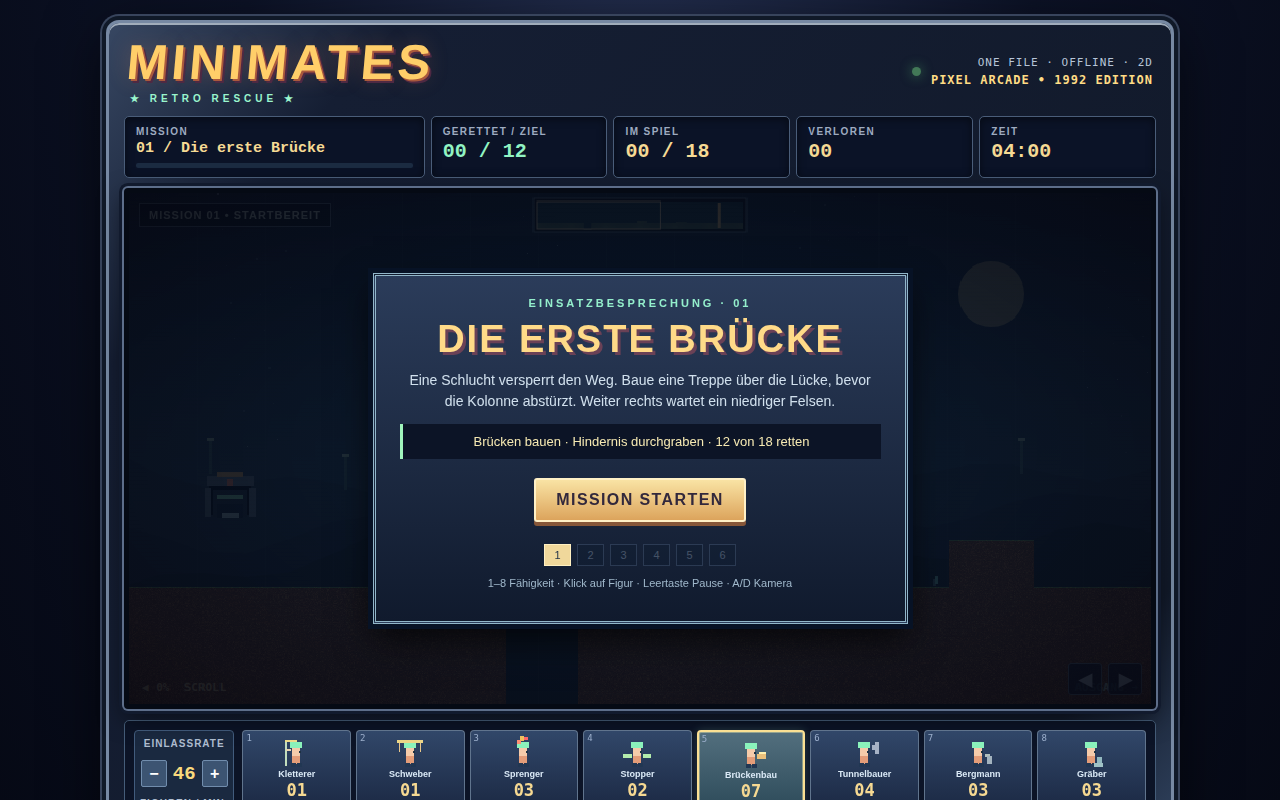 MINIMATES
★ RETRO RESCUE ★
ONE FILE · OFFLINE · 2D
PIXEL ARCADE • 1992 EDITION
MISSION
01 / Die erste Brücke
GERETTET / ZIEL
00 / 12
IM SPIEL
00 / 18
VERLOREN
00
ZEIT
04:00
MISSION 01 • STARTBEREIT
EINSATZBESPRECHUNG · 01
DIE ERSTE BRÜCKE
Eine Schlucht versperrt den Weg. Baue eine Treppe über die Lücke, bevor
die Kolonne abstürzt. Weiter rechts wartet ein niedriger Felsen.
Brücken bauen · Hindernis durchgraben · 12 von 18 retten
MISSION STARTEN
1 2 3 4 5 6
1–8 Fähigkeit · Klick auf Figur · Leertaste Pause · A/D Kamera
◀ 0% SCROLL
◀ ▶
EINLASSRATE
− 46 +
1
Kletterer
01
2
Schweber
01
3
Sprenger
03
4
Stopper
02
5
Brückenbau
07
6
Tunnelbauer
04
7
Bergmann
03
8
Gräber
03